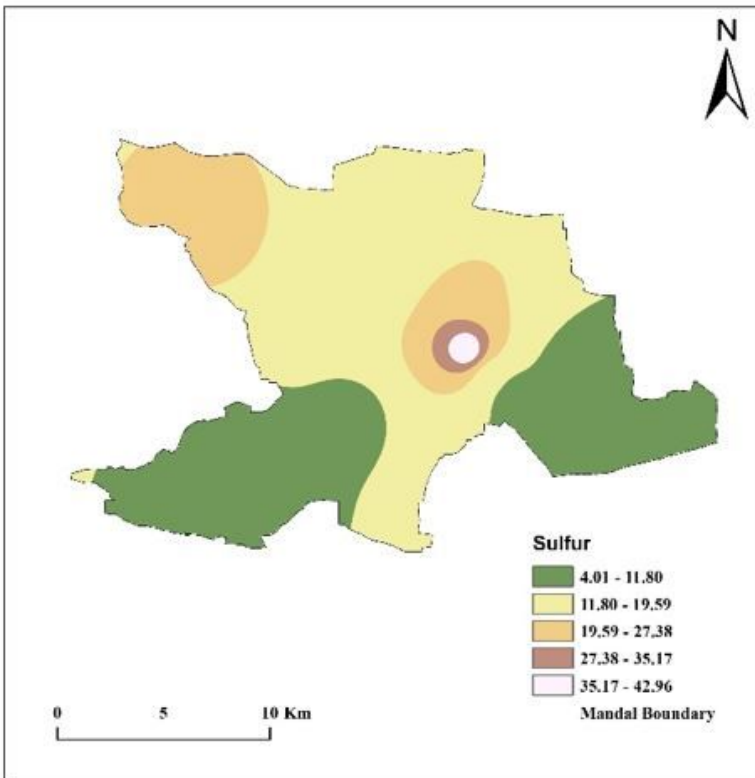 N
Sulfur
4.01 - 11.80
11.80 - 19.59
19.59 - 27.38
27.38 - 35.17
35.17 - 42.96
Mandal Boundary
0 5 10 Km